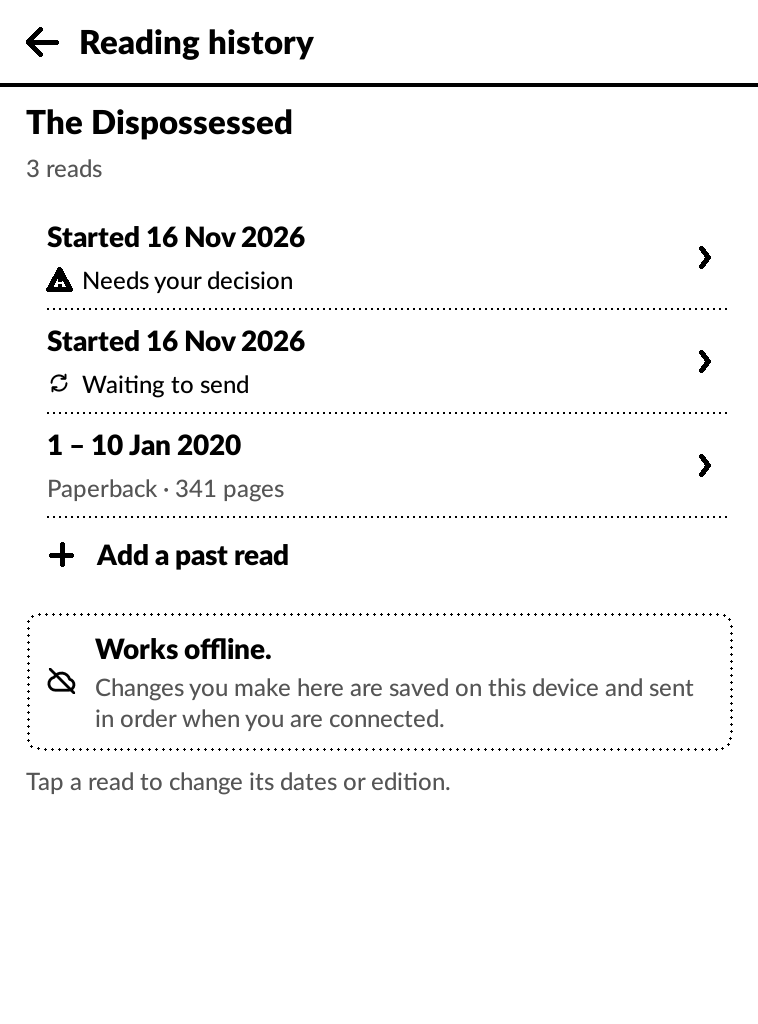 Reading history
The Dispossessed
3 reads
Started 16 Nov 2026
Needs your decision
Started 16 Nov 2026
Waiting to send
1 – 10 Jan 2020
Paperback · 341 pages
Add a past read
Works offline.
Changes you make here are saved on this device and sent
in order when you are connected.
Tap a read to change its dates or edition.